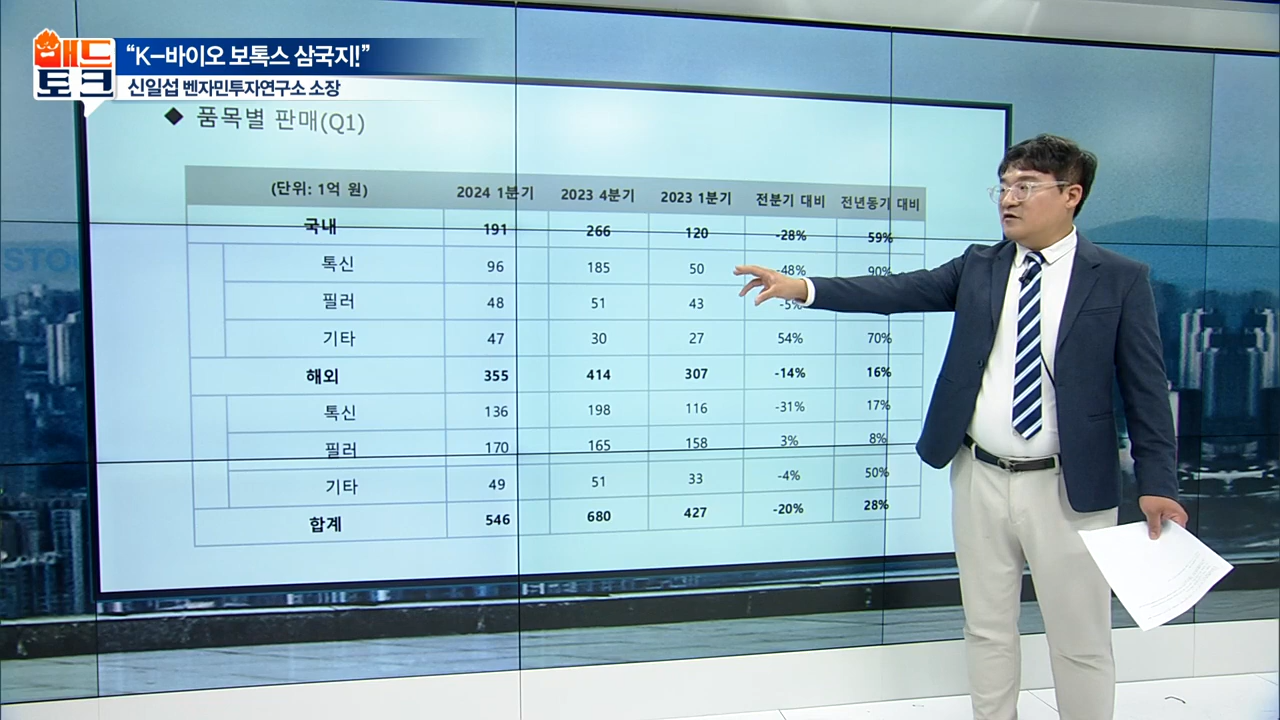 매드
토크
“K-바이오 보톡스 삼국지!”
신일섭 벤자민투자연구소 소장
◆ 품목별 판매(Q1)
(단위: 1억 원) 2024 1분기 2023 4분기 2023 1분기 전분기 대비 전년동기 대비
국내 191 266 120 -28% 59%
톡신 96 185 50 -48% 90%
필러 48 51 43 -5%
기타 47 30 27 54% 70%
해외 355 414 307 -14% 16%
톡신 136 198 116 -31% 17%
필러 170 165 158 3% 8%
기타 49 51 33 -4% 50%
합계 546 680 427 -20% 28%